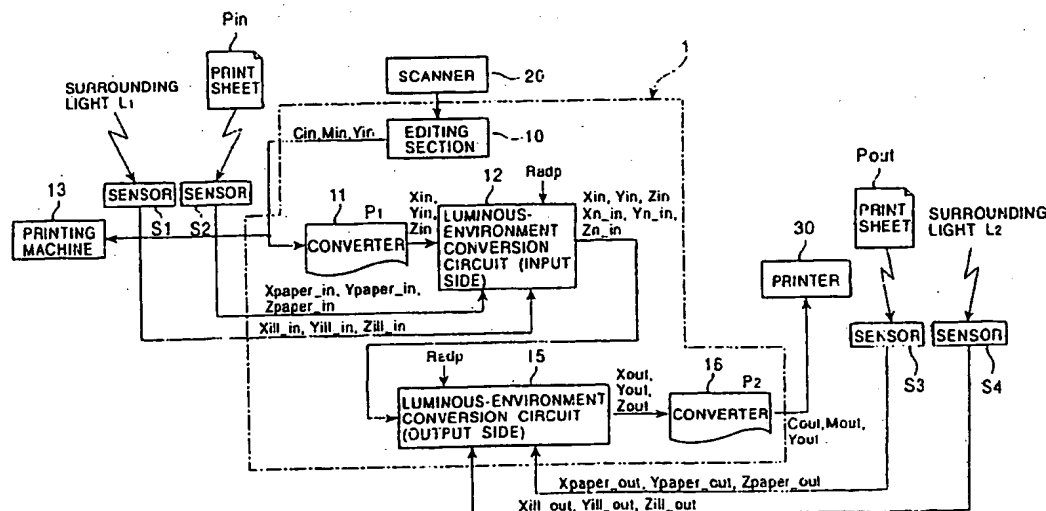 Pin
PRINT
SHEET
1
SCANNER
20
SURROUNDING
LIGHT L1
Cin,Min,Yin
EDITING
SECTION
10
Pout
PRINT
SHEET
SURROUNDING
LIGHT L2
13
PRINTING
MACHINE
SENSOR
S1
SENSOR
S2
11
P1
CONVERTER
Xin,
Yin,
Zin
12
Radp
LUMINOUS-
ENVIRONMENT
CONVERSION
CIRCUIT (INPUT
SIDE)
Xin, Yin, Zin
Xn_in, Yn_in,
Zn_in
30
PRINTER
Xpaper_in, Ypaper_in,
Zpaper_in
Xill_in, Yill_in, Zill_in
SENSOR
S3
SENSOR
S4
Radp
15
LUMINOUS-ENVIRONMENT
CONVERSION CIRCUIT
(OUTPUT SIDE)
Xout,
Yout,
Zout
16
P2
CONVERTER
Cout,Mout,
Yout
Xpaper_out, Ypaper_out, Zpaper_out
Xill_out, Yill_out, Zill_out